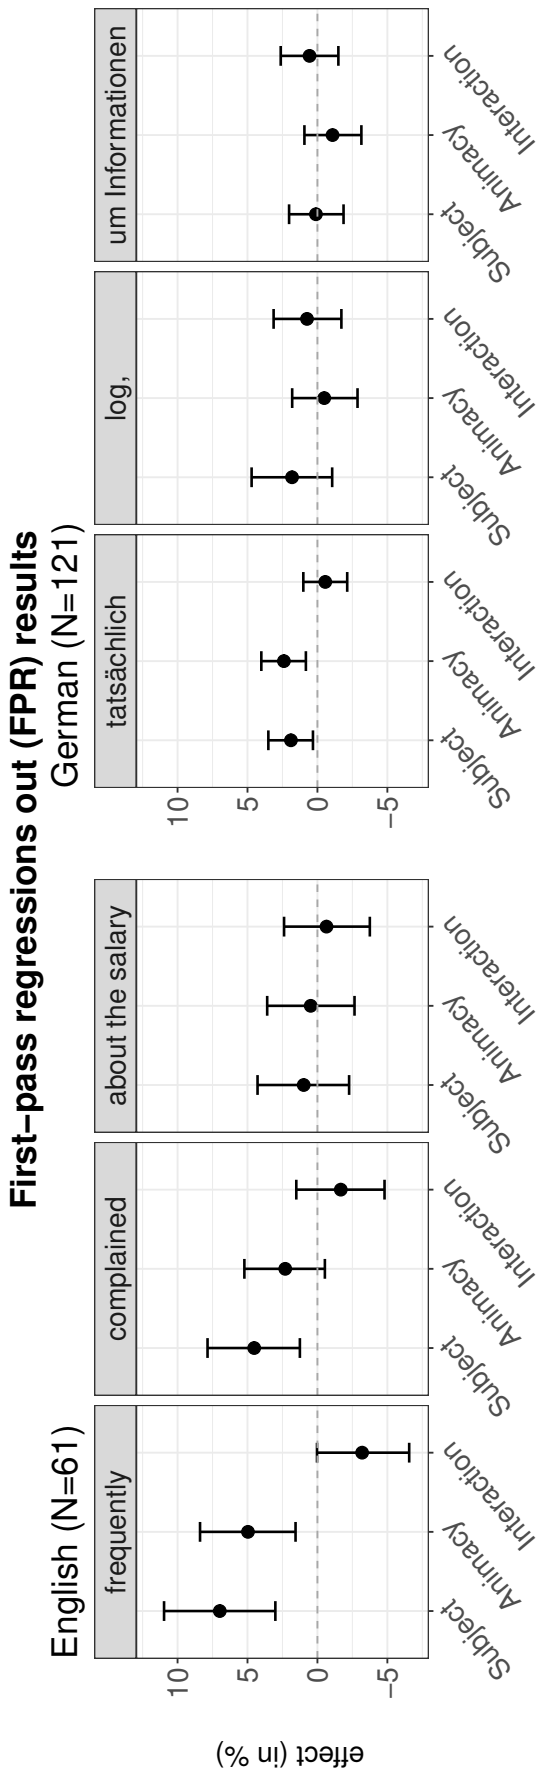 First−pass regressions out (FPR) results
English (N=61)
German (N=121)
effect (in %)
frequently
complained
about the salary
tatsächlich
log,
um Informationen
10
5
0
−5
10
5
0
−5
Subject
Animacy
Interaction
Subject
Animacy
Interaction
Subject
Animacy
Interaction
Subject
Animacy
Interaction
Subject
Animacy
Interaction
Subject
Animacy
Interaction